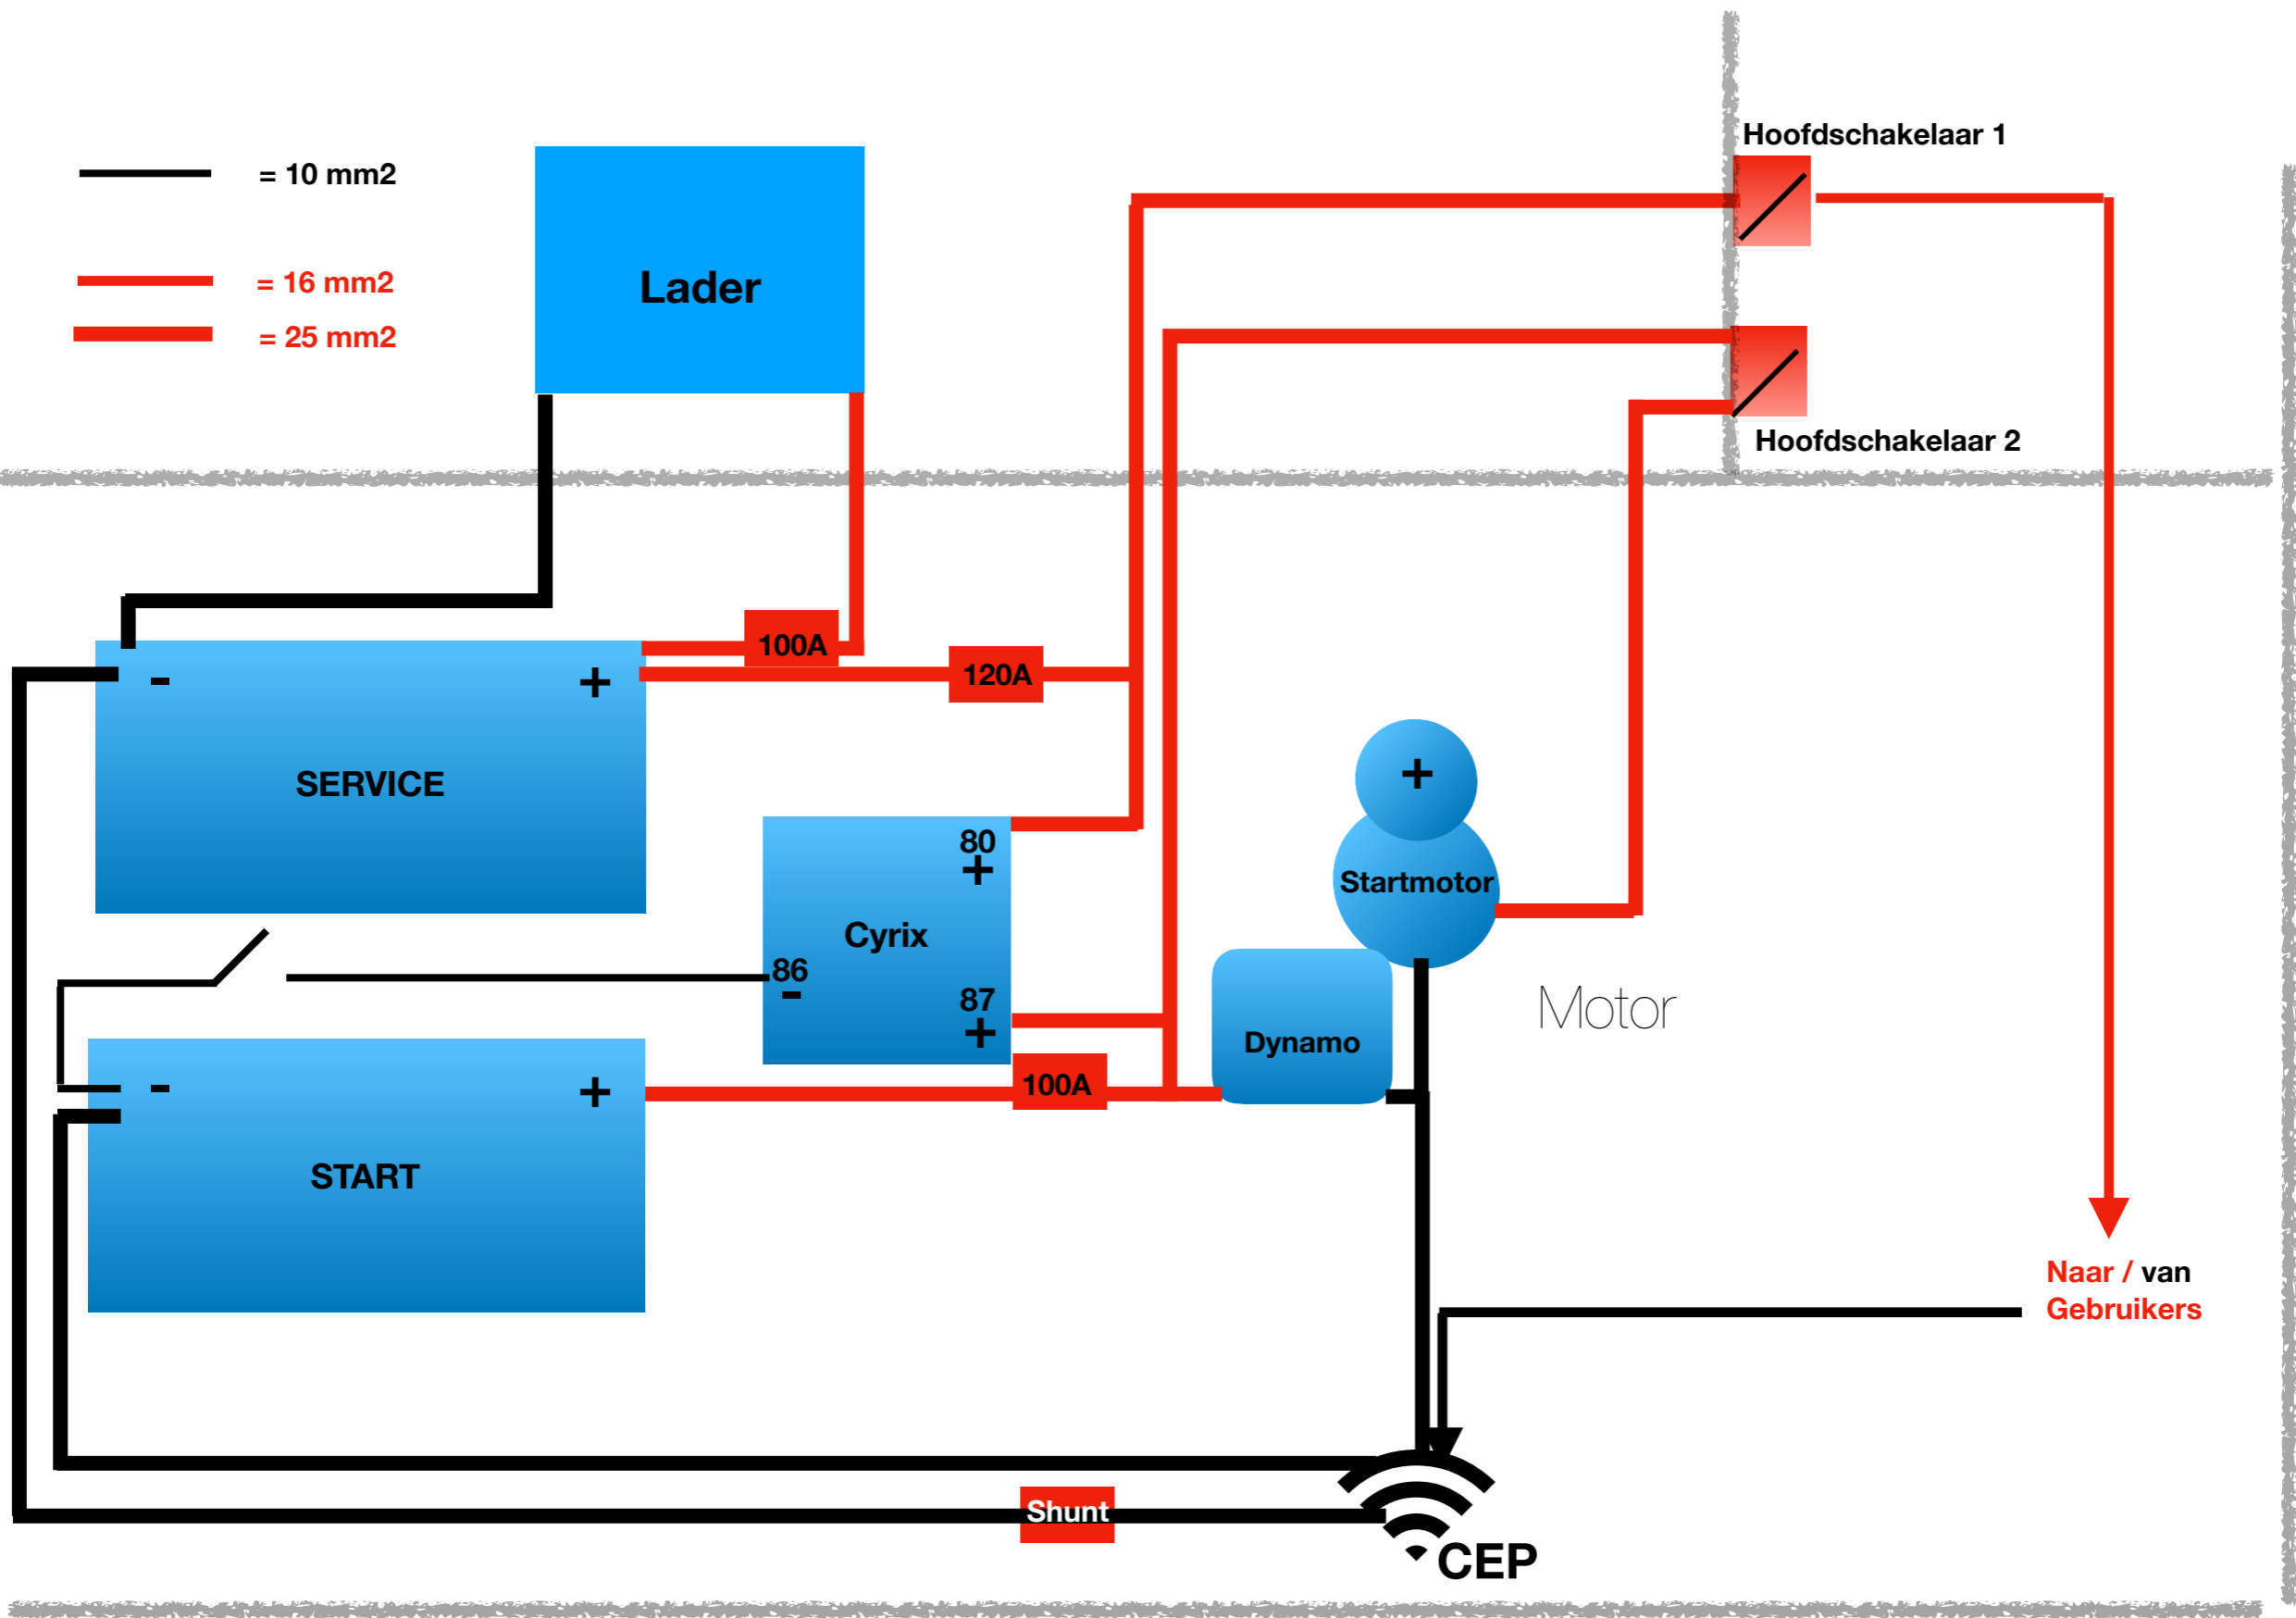 Hoofdschakelaar 1
= 10 mm2
Lader
= 16 mm2
= 25 mm2
Hoofdschakelaar 2
100A
120A
- +
SERVICE
+
80
+
Startmotor
Cyrix
86
-
87
+
Motor
Dynamo
100A
- +
START
Naar / van
Gebruikers
Shunt
CEP